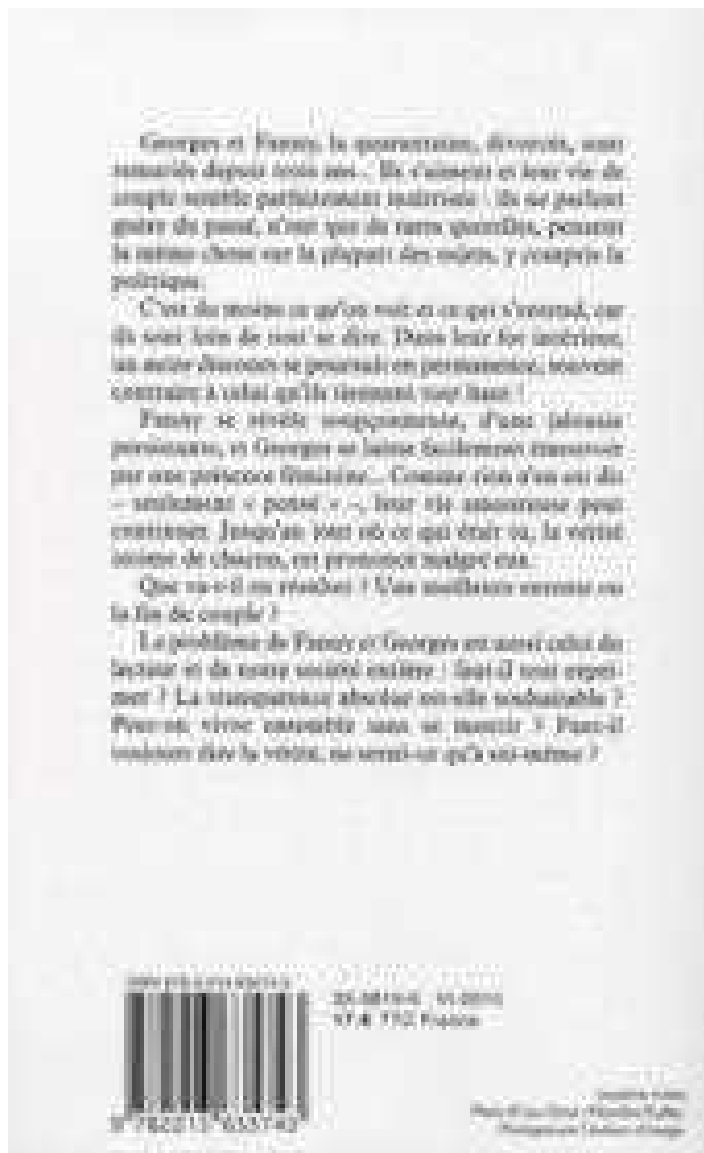 Georges et Fanny, la quarantaine, divorcés, sont
remariés depuis trois ans... Ils s'aiment et leur vie de
couple semble parfaitement maîtrisée : ils ne parlent
guère du passé, n'ont que de rares querelles, pensent
la même chose sur la plupart des sujets, y compris la
politique.
C'est du moins ce qu'on voit et ce qui s'entend, car
ils sont loin de tout se dire. Dans leur for intérieur,
un autre discours se poursuit en permanence, souvent
contraire à celui qu'ils tiennent tout haut !
Fanny se révèle soupçonneuse, d'une jalousie
persistante, et Georges se laisse facilement émouvoir
par une présence féminine... Comme rien n'en est dit
– seulement « pensé » –, leur vie amoureuse peut
continuer. Jusqu'au jour où ce qui était tu, la vérité
intime de chacun, est prononcé malgré eux.
Que va-t-il en résulter ? Une meilleure entente ou
la fin du couple ?
Le problème de Fanny et Georges est aussi celui du
lecteur et de notre société entière : faut-il tout expri-
mer ? La transparence absolue est-elle souhaitable ?
Peut-on vivre ensemble sans se mentir ? Faut-il
toujours dire la vérité, ne serait-ce qu'à soi-même ?
17 € TTC France